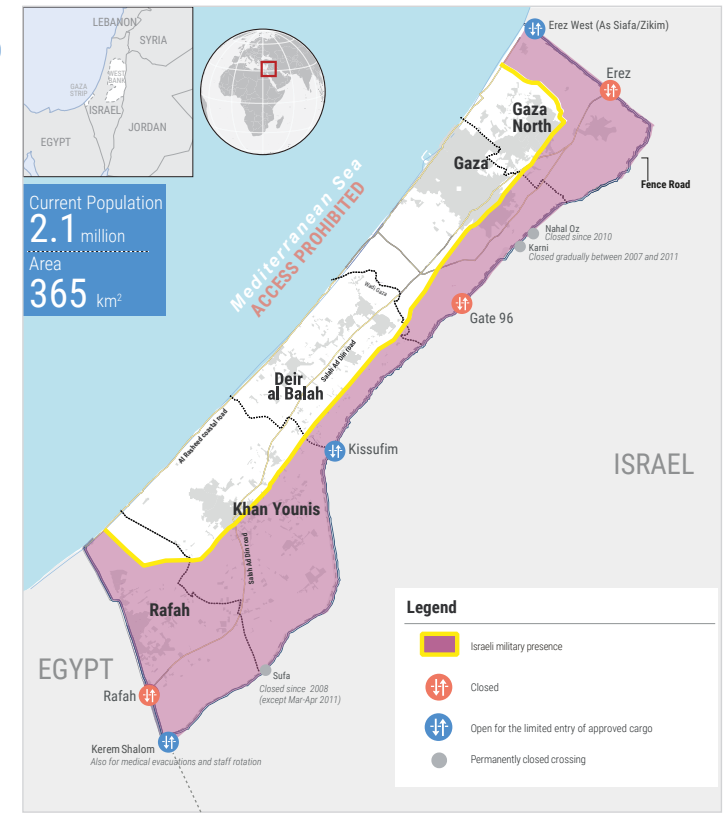 LEBANON
SYRIA
WEST
BANK
GAZA
STRIP
ISRAEL
JORDAN
EGYPT
Current Population
2.1 million
Area
365 km²
Mediterranean Sea
ACCESS PROHIBITED
Erez West (As Siafa/Zikim)
Erez
Gaza
North
Gaza
Fence Road
Nahal Oz
Closed since 2010
Karni
Closed gradually between 2007 and 2011
Wadi Gaza
Gate 96
Salah Ad Din road
Deir
al Balah
Al Rasheed coastal road
Kissufim
ISRAEL
Khan Younis
Salah Ad Din road
Rafah
EGYPT
Sufa
Closed since 2008
(except Mar-Apr 2011)
Rafah
Kerem Shalom
Also for medical evacuations and staff rotation
Legend
Israeli military presence
Closed
Open for the limited entry of approved cargo
Permanently closed crossing